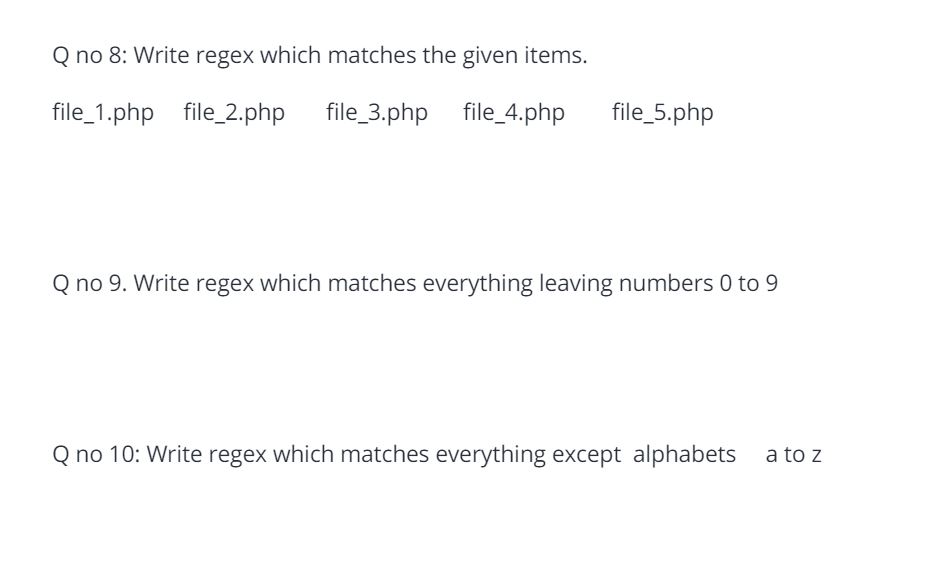 Q no 8: Write regex which matches the given items.
file_1.php file_2.php file_3.php file_4.php file_5.php
Q no 9. Write regex which matches everything leaving numbers 0 to 9
Q no 10: Write regex which matches everything except alphabets a to z